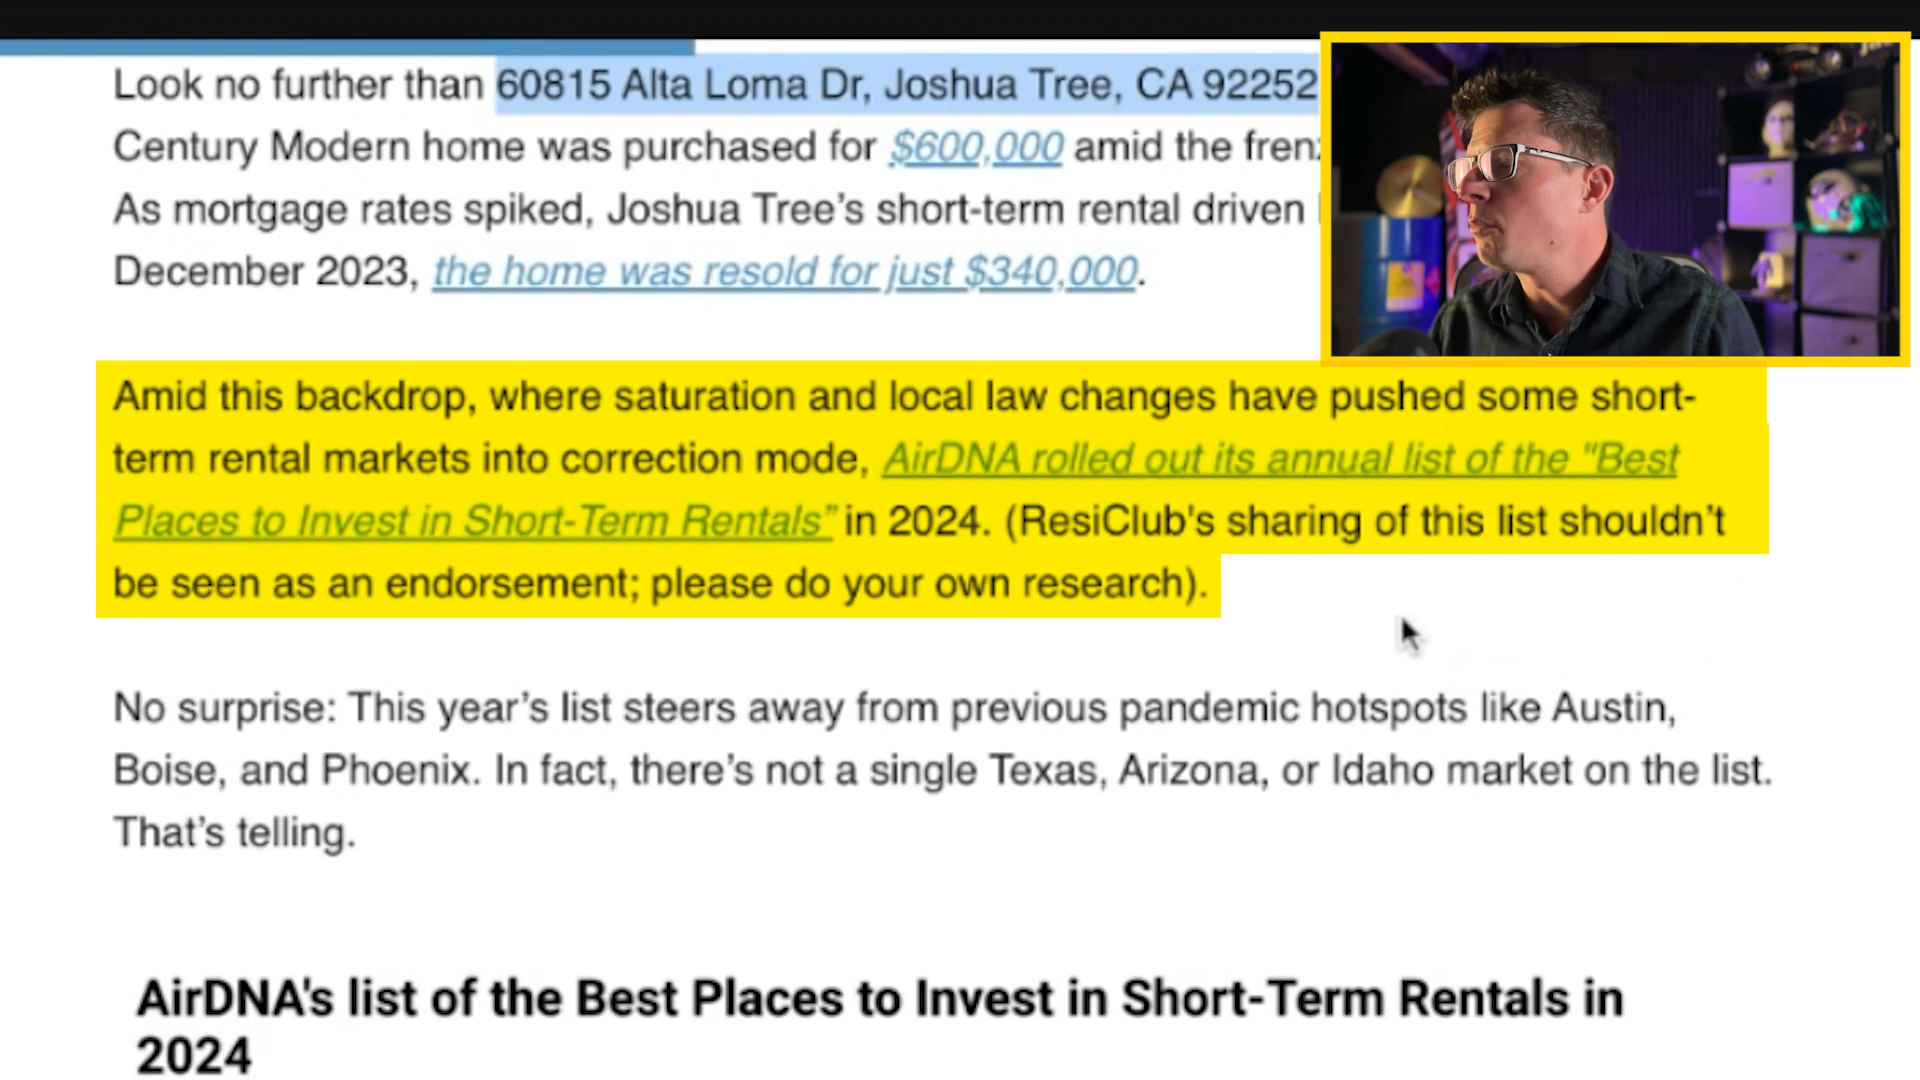 Look no further than 60815 Alta Loma Dr, Joshua Tree, CA 92252
Century Modern home was purchased for $600,000 amid the
As mortgage rates spiked, Joshua Tree’s short-term rental driven
December 2023, the home was resold for just $340,000.
Amid this backdrop, where saturation and local law changes have pushed some short-
term rental markets into correction mode, AirDNA rolled out its annual list of the "Best
Places to Invest in Short-Term Rentals” in 2024. (ResiClub's sharing of this list shouldn’t
be seen as an endorsement; please do your own research).
No surprise: This year’s list steers away from previous pandemic hotspots like Austin,
Boise, and Phoenix. In fact, there’s not a single Texas, Arizona, or Idaho market on the list.
That’s telling.
AirDNA's list of the Best Places to Invest in Short-Term Rentals in
2024